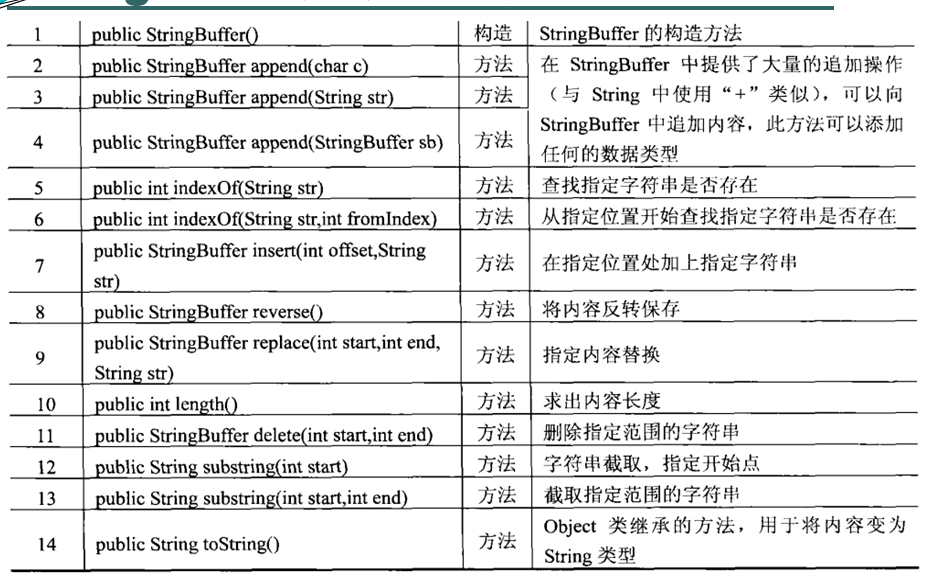 1 public StringBuffer() 构造 StringBuffer 的构造方法
2 public StringBuffer append(char c) 方法 在 StringBuffer 中提供了大量的追加操作
3 public StringBuffer append(String str) 方法 （与 String 中使用“+”类似），可以向
4 public StringBuffer append(StringBuffer sb) 方法 StringBuffer 中追加内容，此方法可以添加
任何的数据类型
5 public int indexOf(String str) 方法 查找指定字符串是否存在
6 public int indexOf(String str,int fromIndex) 方法 从指定位置开始查找指定字符串是否存在
7 public StringBuffer insert(int offset,String 方法 在指定位置处加上指定字符串
str)
8 public StringBuffer reverse() 方法 将内容反转保存
9 public StringBuffer replace(int start,int end, 方法 指定内容替换
String str)
10 public int length() 方法 求出内容长度
11 public StringBuffer delete(int start,int end) 方法 删除指定范围的字符串
12 public String substring(int start) 方法 字符串截取，指定开始点
13 public String substring(int start,int end) 方法 截取指定范围的字符串
14 public String toString() 方法 Object 类继承的方法，用于将内容变为
String 类型